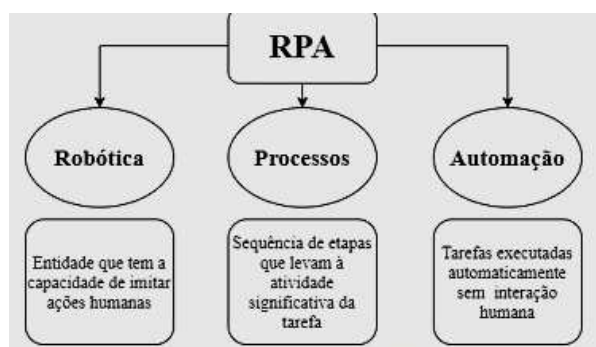 RPA
Robótica
Processos
Automação
Entidade que tem a
capacidade de imitar
ações humanas
Sequência de etapas
que levam à
atividade
significativa da
tarefa
Tarefas executadas
automaticamente
sem interação
humana